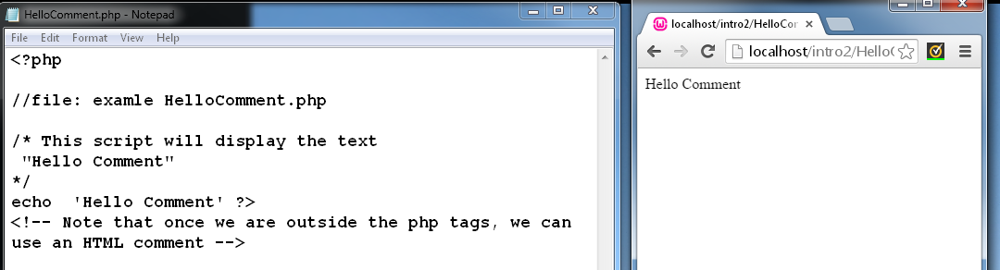 HelloComment.php - Notepad
File Edit Format View Help
<?php
//file: examle HelloComment.php
/* This script will display the text
"Hello Comment"
*/
echo  'Hello Comment' ?>
<!-- Note that once we are outside the php tags, we can
use an HTML comment -->
localhost/intro2/HelloCom
localhost/intro2/HelloC
Hello Comment